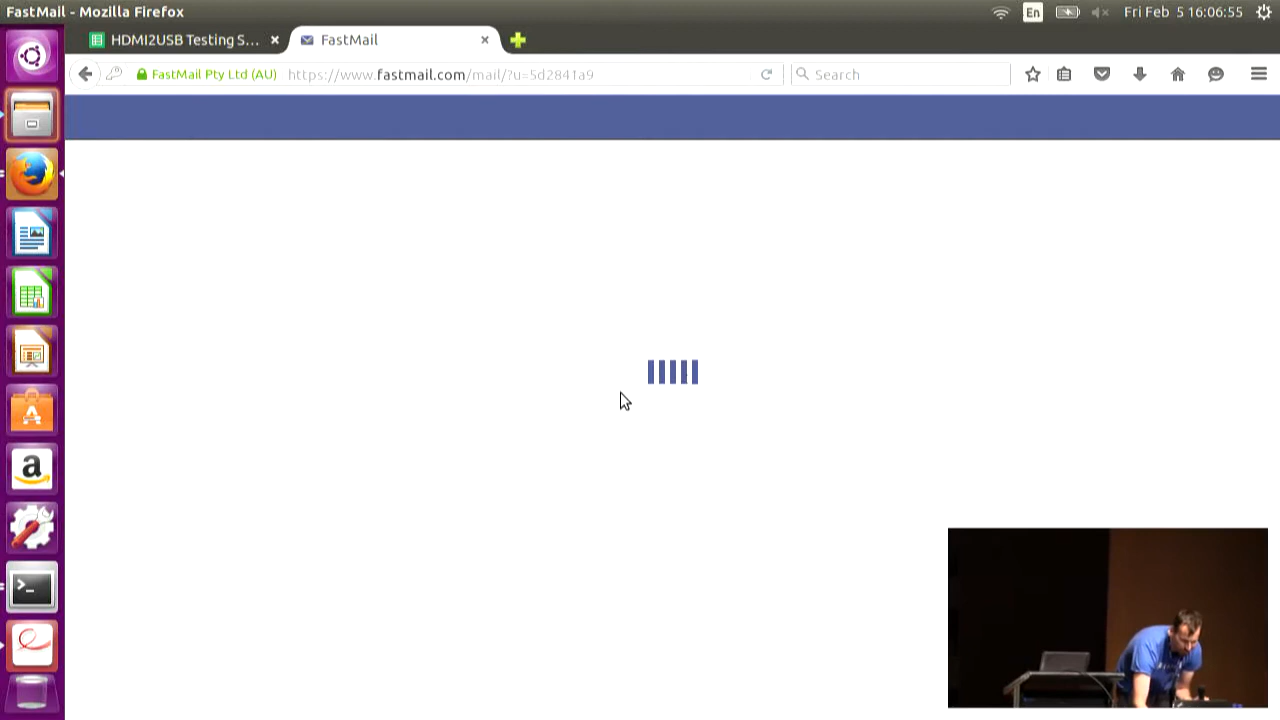 FastMail - Mozilla Firefox
En
Fri Feb 5 16:06:55
HDMI2USB Testing S...
FastMail
FastMail Pty Ltd (AU)
https://www.fastmail.com/mail/?u=5d2841a9
Search